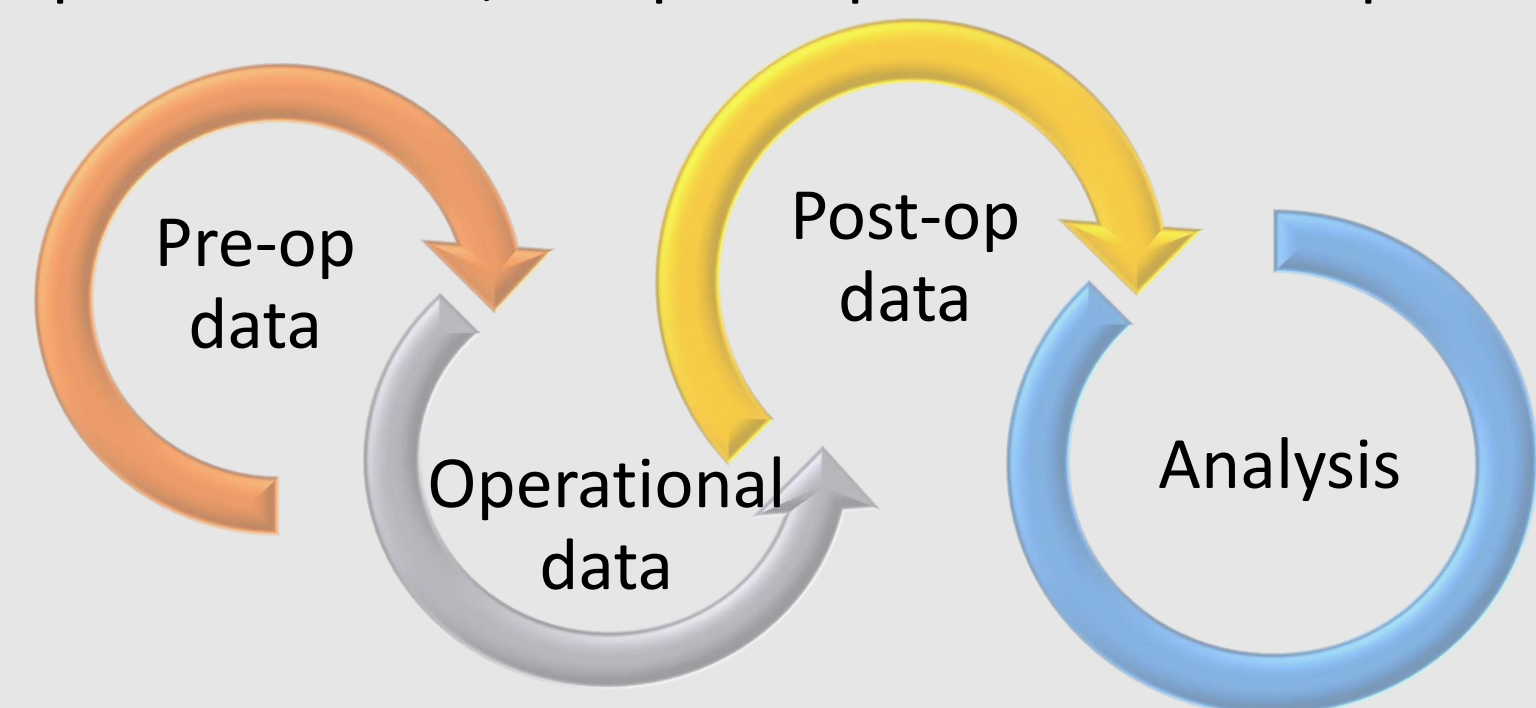 Pre-op
data
Operational
data
Post-op
data
Analysis